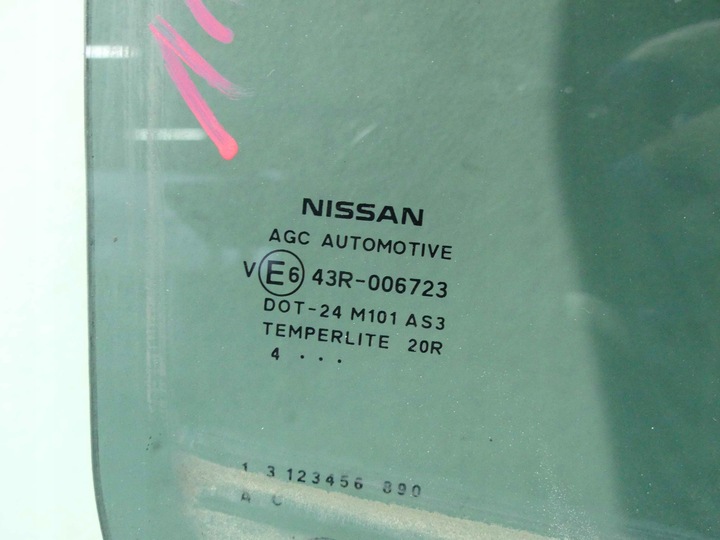 NISSAN
AGC AUTOMOTIVE
V E6 43R-006723
DOT-24 M101 AS3
TEMPERLITE 20R
4 . . .
1 3 123456 890
A C